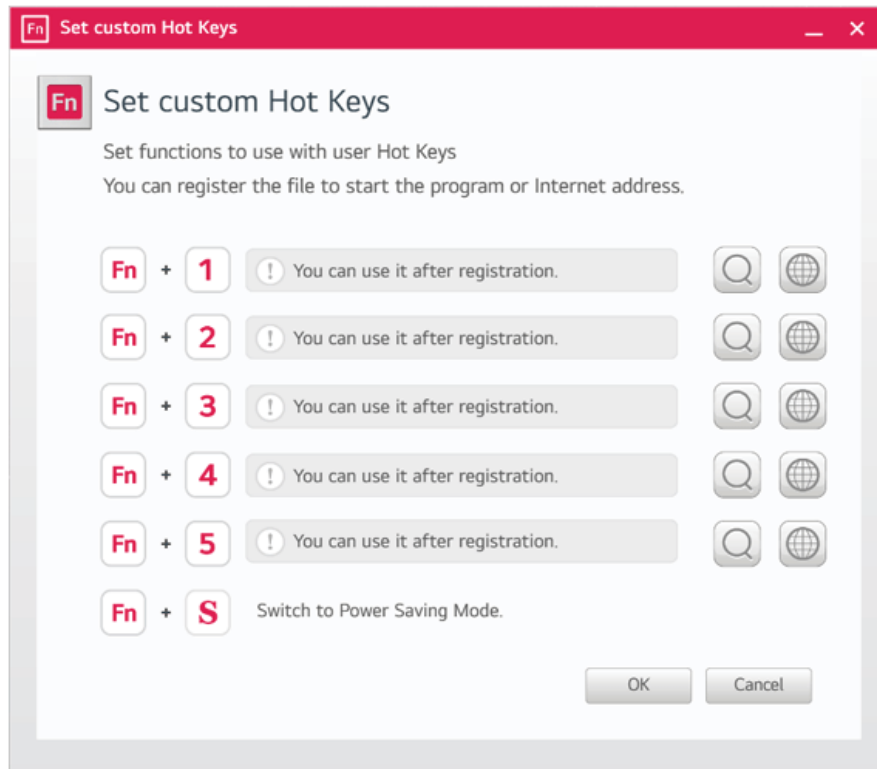 Fn Set custom Hot Keys
Fn Set custom Hot Keys
Set functions to use with user Hot Keys
You can register the file to start the program or Internet address.
Fn + 1 ! You can use it after registration.
Fn + 2 ! You can use it after registration.
Fn + 3 ! You can use it after registration.
Fn + 4 ! You can use it after registration.
Fn + 5 ! You can use it after registration.
Fn + S Switch to Power Saving Mode.
OK Cancel